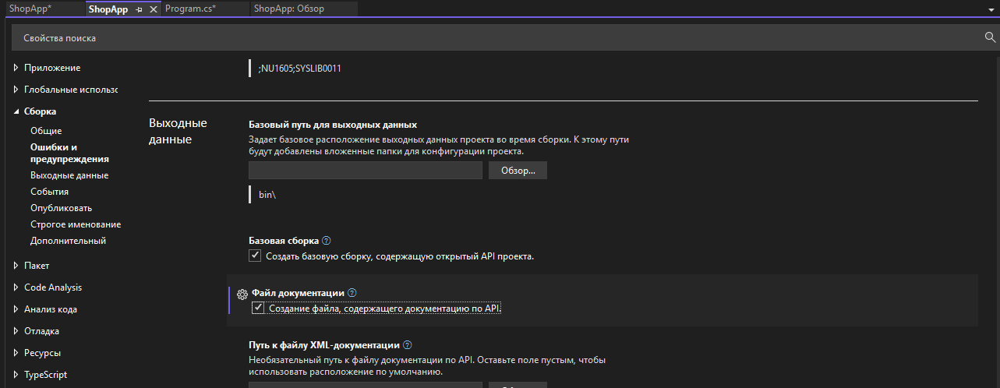 ShopApp*
ShopApp
Program.cs*
ShopApp: Обзор
Свойства поиска
Приложение
Глобальные использс
Сборка
Общие
Ошибки и
предупреждения
Выходные данные
События
Опубликовать
Строгое именование
Дополнительный
Пакет
Code Analysis
Анализ кода
Отладка
Ресурсы
TypeScript
;NU1605;SYSLIB0011
Выходные
данные
Базовый путь для выходных данных
Задает базовое расположение выходных данных проекта во время сборки. К этому пути
будут добавлены вложенные папки для конфигурации проекта.
Обзор...
bin\
Базовая сборка
Создать базовую сборку, содержащую открытый API проекта.
Файл документации
Создание файла, содержащего документацию по API.
Путь к файлу XML-документации
Необязательный путь к файлу документации по API. Оставьте поле пустым, чтобы
использовать расположение по умолчанию.